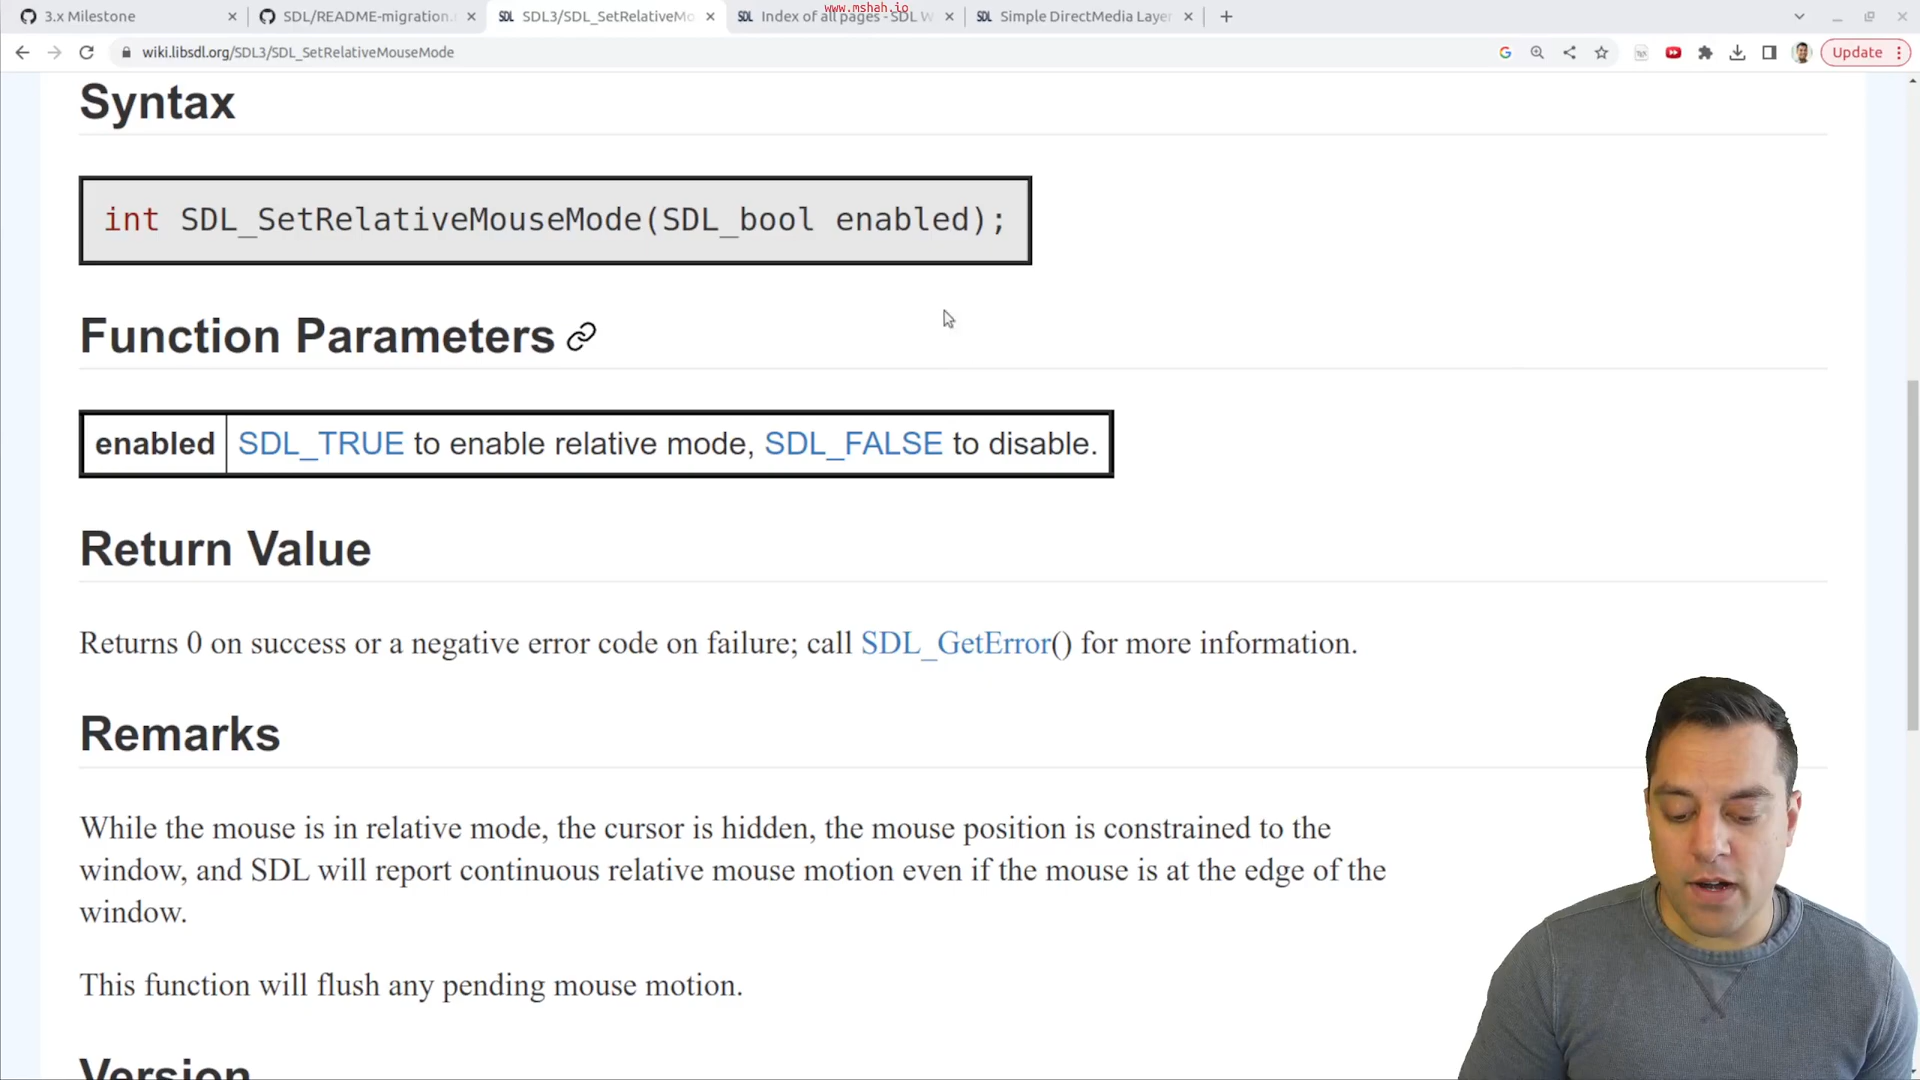 www.mshah.io
3.x Milestone
SDL/README-migration.
SDL3/SDL_SetRelativeMo
Index of all pages - SDL W
Simple DirectMedia Layer
wiki.libsdl.org/SDL3/SDL_SetRelativeMouseMode
Update
Syntax
int SDL_SetRelativeMouseMode(SDL_bool enabled);
Function Parameters
enabled SDL_TRUE to enable relative mode, SDL_FALSE to disable.
Return Value
Returns 0 on success or a negative error code on failure; call SDL_GetError() for more information.
Remarks
While the mouse is in relative mode, the cursor is hidden, the mouse position is constrained to the
window, and SDL will report continuous relative mouse motion even if the mouse is at the edge of the
window.
This function will flush any pending mouse motion.
Version